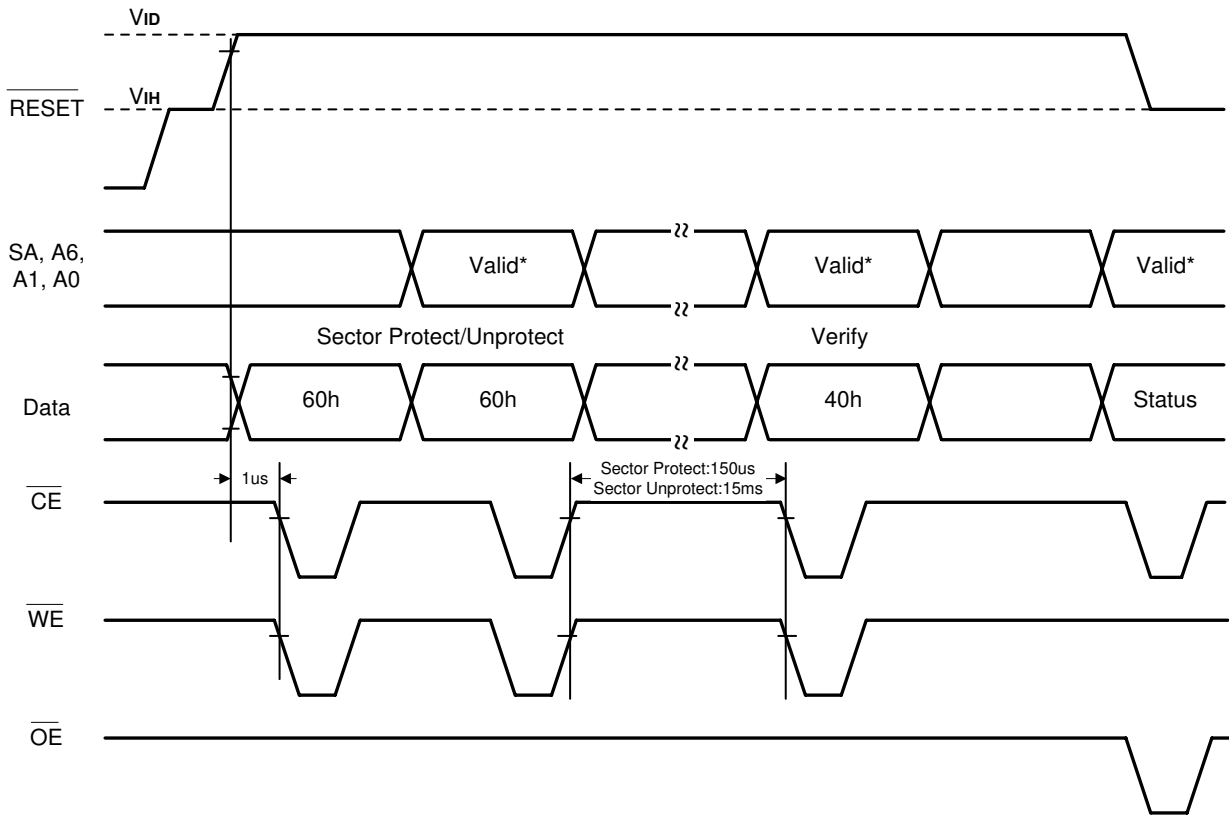 VID
RESET
VIH
SA, A6,
A1, A0
Valid*
Valid*
Valid*
Sector Protect/Unprotect
Verify
Data
60h
60h
40h
Status
CE
1us
Sector Protect:150us
Sector Unprotect:15ms
WE
OE